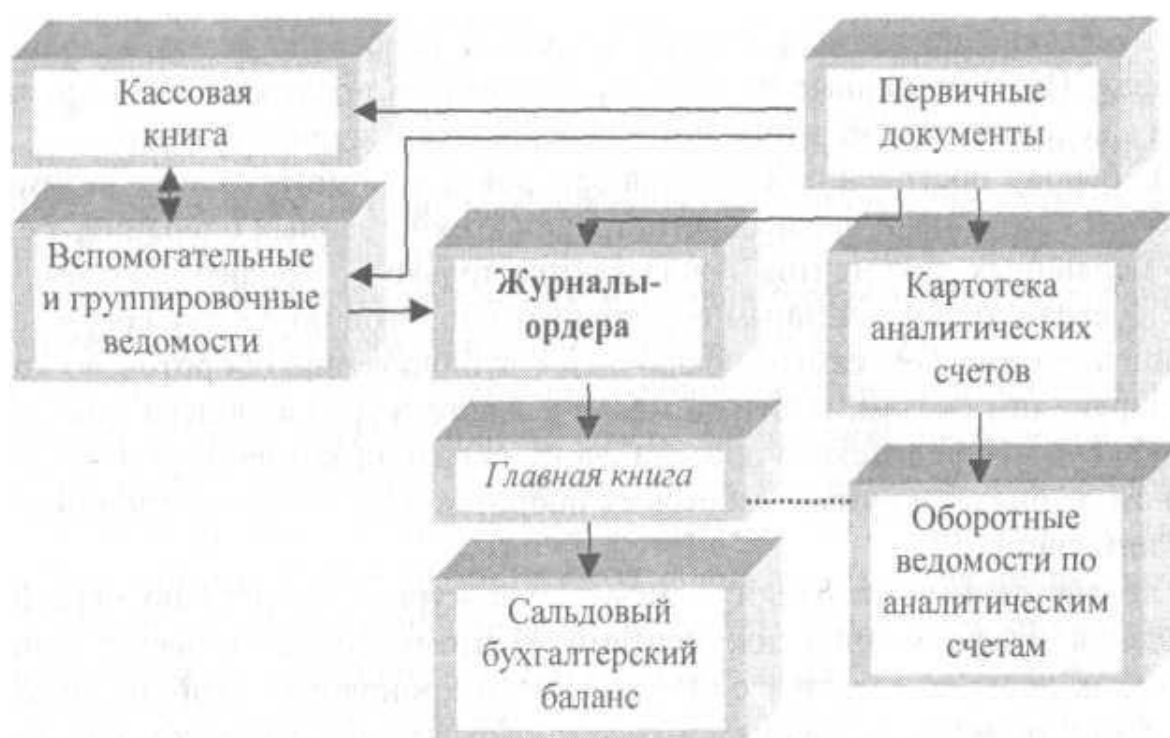 Кассовая
книга
Первичные
документы
Вспомогательные
и группировочные
ведомости
Журналы-
ордера
Картотека
аналитических
счетов
Главная книга
Оборотные
ведомости по
аналитическим
счетам
Сальдовый
бухгалтерский
баланс